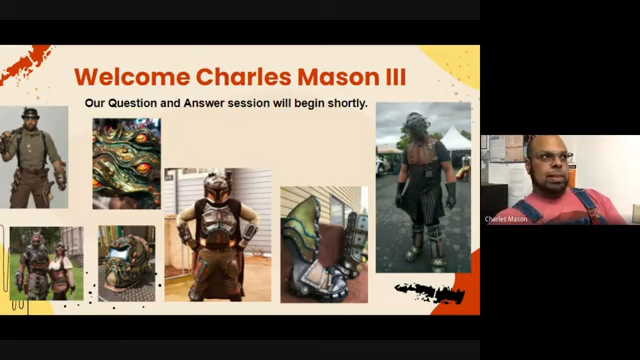 Welcome Charles Mason III
Our Question and Answer session will begin shortly.
Charles Mason